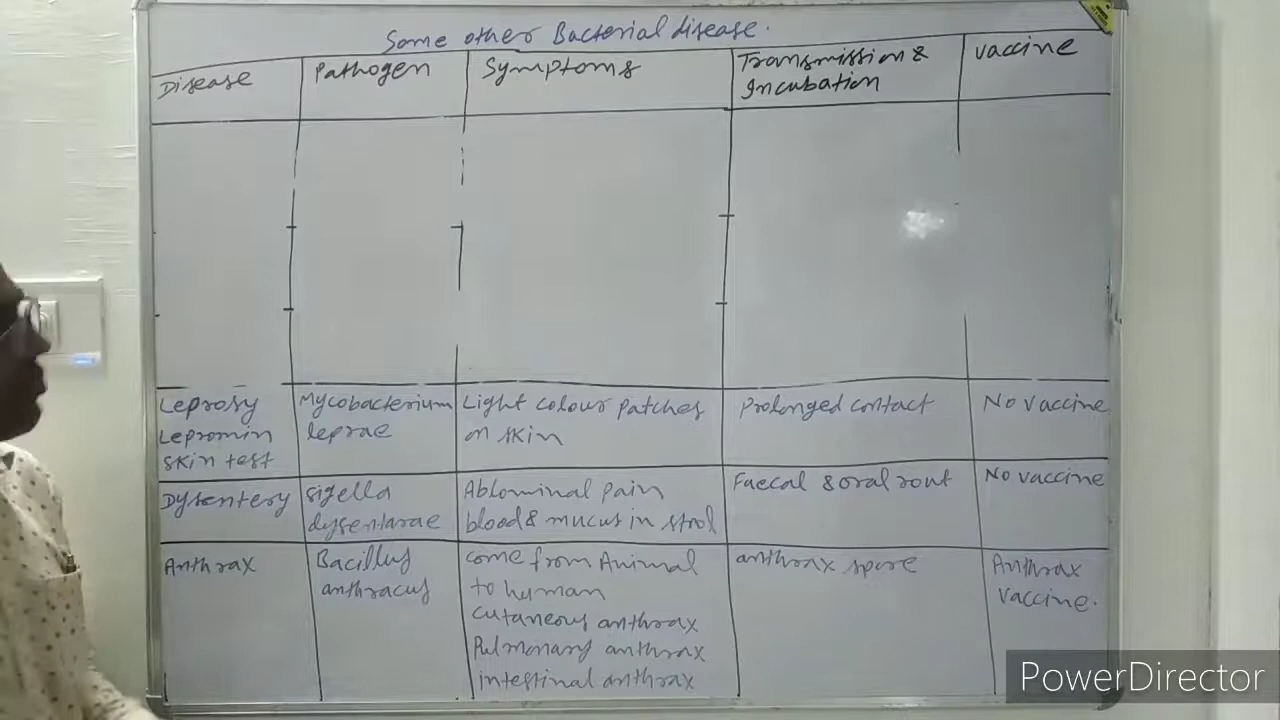 Some other Bacterial disease.
Disease
Pathogen
Symptoms
Transmission &
Incubation
vaccine
Leprosy
Lepromin
skin test
Mycobacterium
leprae
Light colour patches
on skin
Prolonged contact
No vaccine
Dysentery
sigella
dysentarae
Ablominal pain
blood & mucus in stool
Faecal & oral rout
No vaccine
Anthrax
Bacillus
anthracus
come from Animal
to human
cutaneous anthrax
Pulmonary anthrax
intestinal anthrax
anthrax spore
Anthrax
vaccine.
PowerDirector